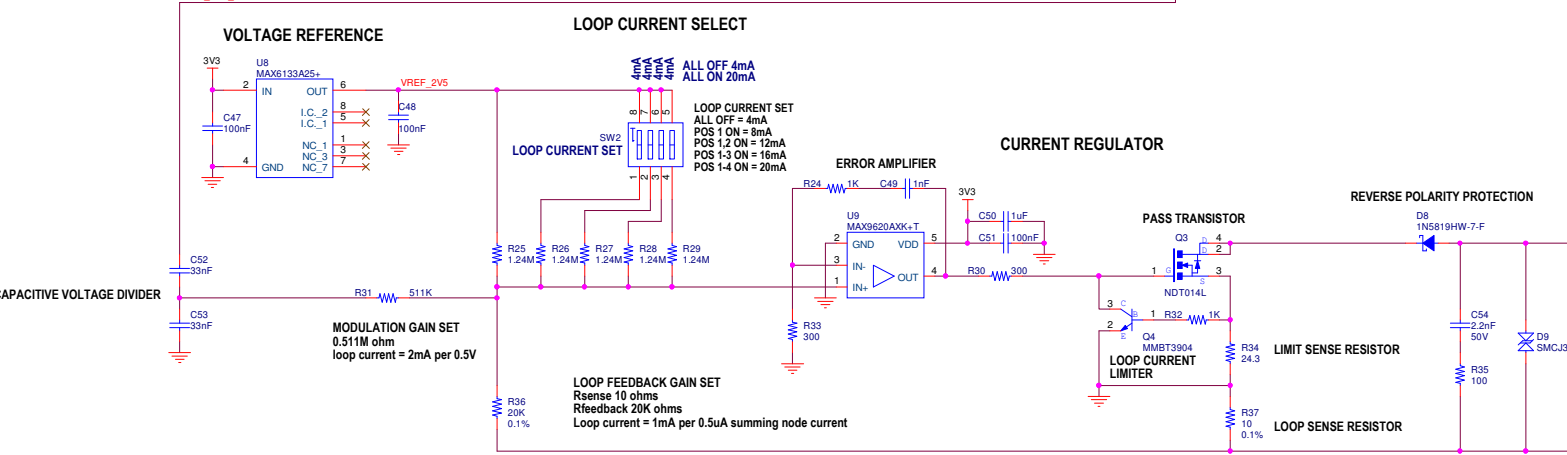 LOOP CURRENT SELECT
VOLTAGE REFERENCE
3V3
U8
MAX6133A25+
2
IN
OUT
6
VREF_2V5
I.C._2
8
I.C._1
5
NC_1
1
NC_3
3
NC_7
7
4
GND
C47
100nF
C48
100nF
4mA
4mA
4mA
4mA
ALL OFF 4mA
ALL ON 20mA
8
7
6
5
SW2
LOOP CURRENT SET
1
2
3
4
LOOP CURRENT SET
ALL OFF = 4mA
POS 1 ON = 8mA
POS 1,2 ON = 12mA
POS 1-3 ON = 16mA
POS 1-4 ON = 20mA
R25
1.24M
R26
1.24M
R27
1.24M
R28
1.24M
R29
1.24M
C52
33nF
CAPACITIVE VOLTAGE DIVIDER
C53
33nF
R31
511K
MODULATION GAIN SET
0.511M ohm
loop current = 2mA per 0.5V
R36
20K
0.1%
LOOP FEEDBACK GAIN SET
Rsense 10 ohms
Rfeedback 20K ohms
Loop current = 1mA per 0.5uA summing node current
CURRENT REGULATOR
ERROR AMPLIFIER
R24
1K
C49
1nF
3V3
U9
MAX9620AXK+T
2
GND
VDD
5
3
IN-
OUT
4
1
IN+
C50
1uF
C51
100nF
R33
300
R30
300
PASS TRANSISTOR
Q3
D
4
D
2
1
G
S
3
NDT014L
3
C
B
1
2
E
R32
1K
Q4
MMBT3904
LOOP CURRENT
LIMITER
R34
24.3
LIMIT SENSE RESISTOR
R37
10
0.1%
LOOP SENSE RESISTOR
REVERSE POLARITY PROTECTION
D8
1N5819HW-7-F
C54
2.2nF
50V
R35
100
D9